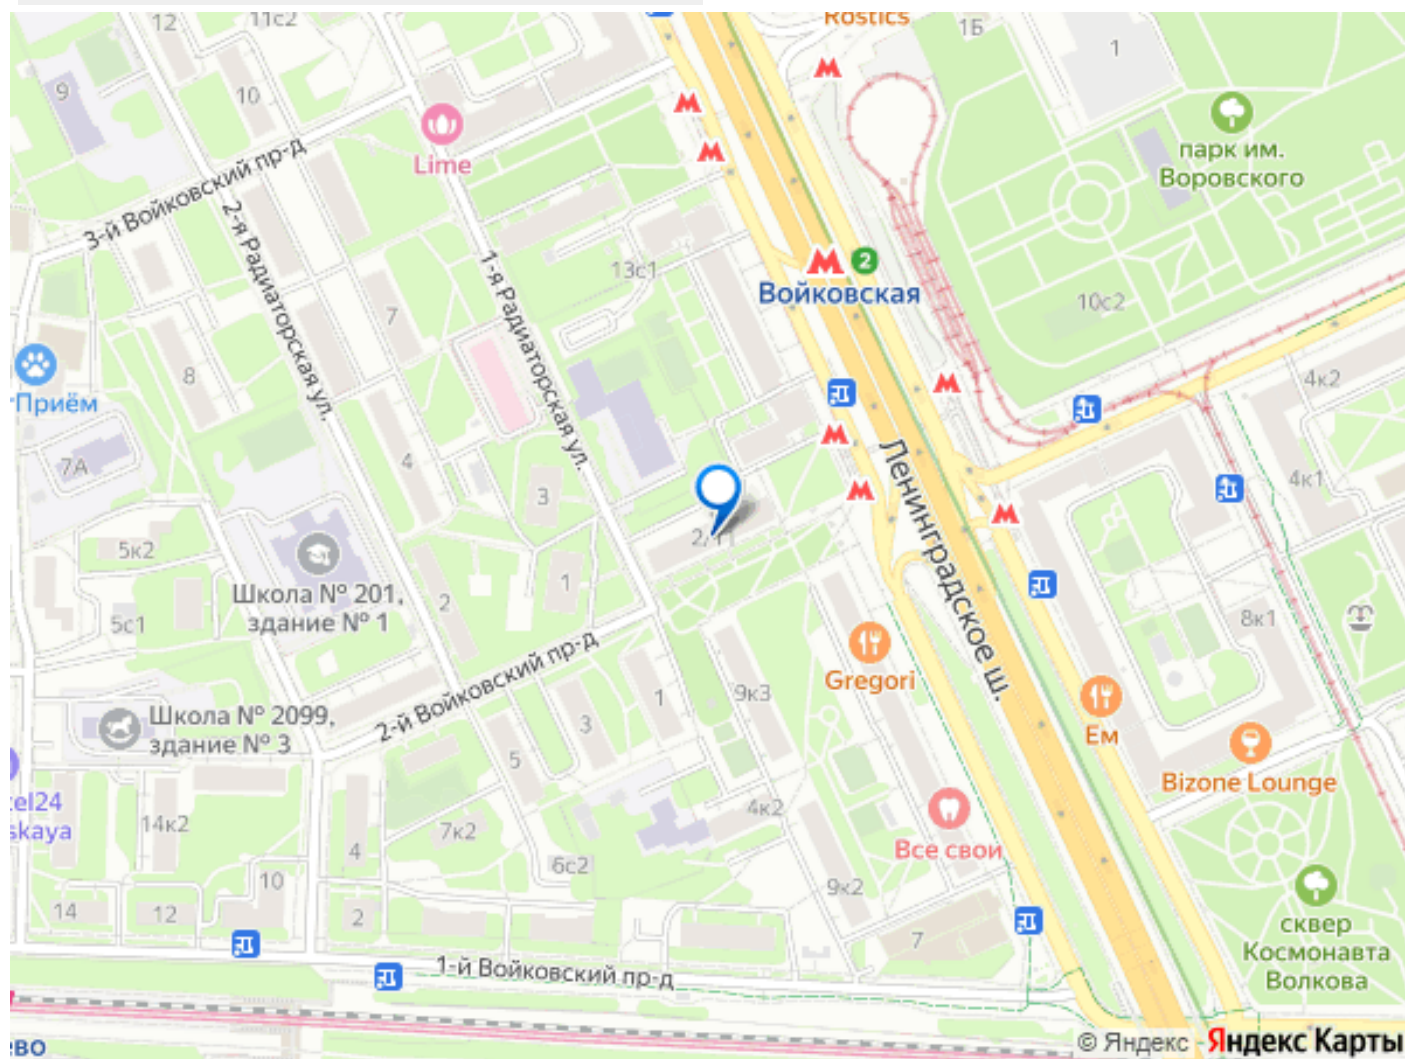 12
11с2
Rostics
1Б
1
9
10
Lime
3-й Войковский пр-д
2-я Радиаторская ул.
1-я Радиаторская ул.
парк им.
Воровского
13с1
2
Войковская
10с2
7
8
Приём
4к2
7А
4
3
4к1
Ленинградское ш.
5к2
2/11
Школа № 201,
здание № 1
1
2
5с1
8к1
2-й Войковский пр-д
Gregori
9к3
1
3
Школа № 2099,
здание № 3
Ем
5
Bizone Lounge
el24
skaya
14к2
7к2
4к2
Все свои
4
6с2
10
9к2
14
12
2
7
сквер
Космонавта
Волкова
1-й Войковский пр-д
ево
© Яндекс
Яндекс Карты